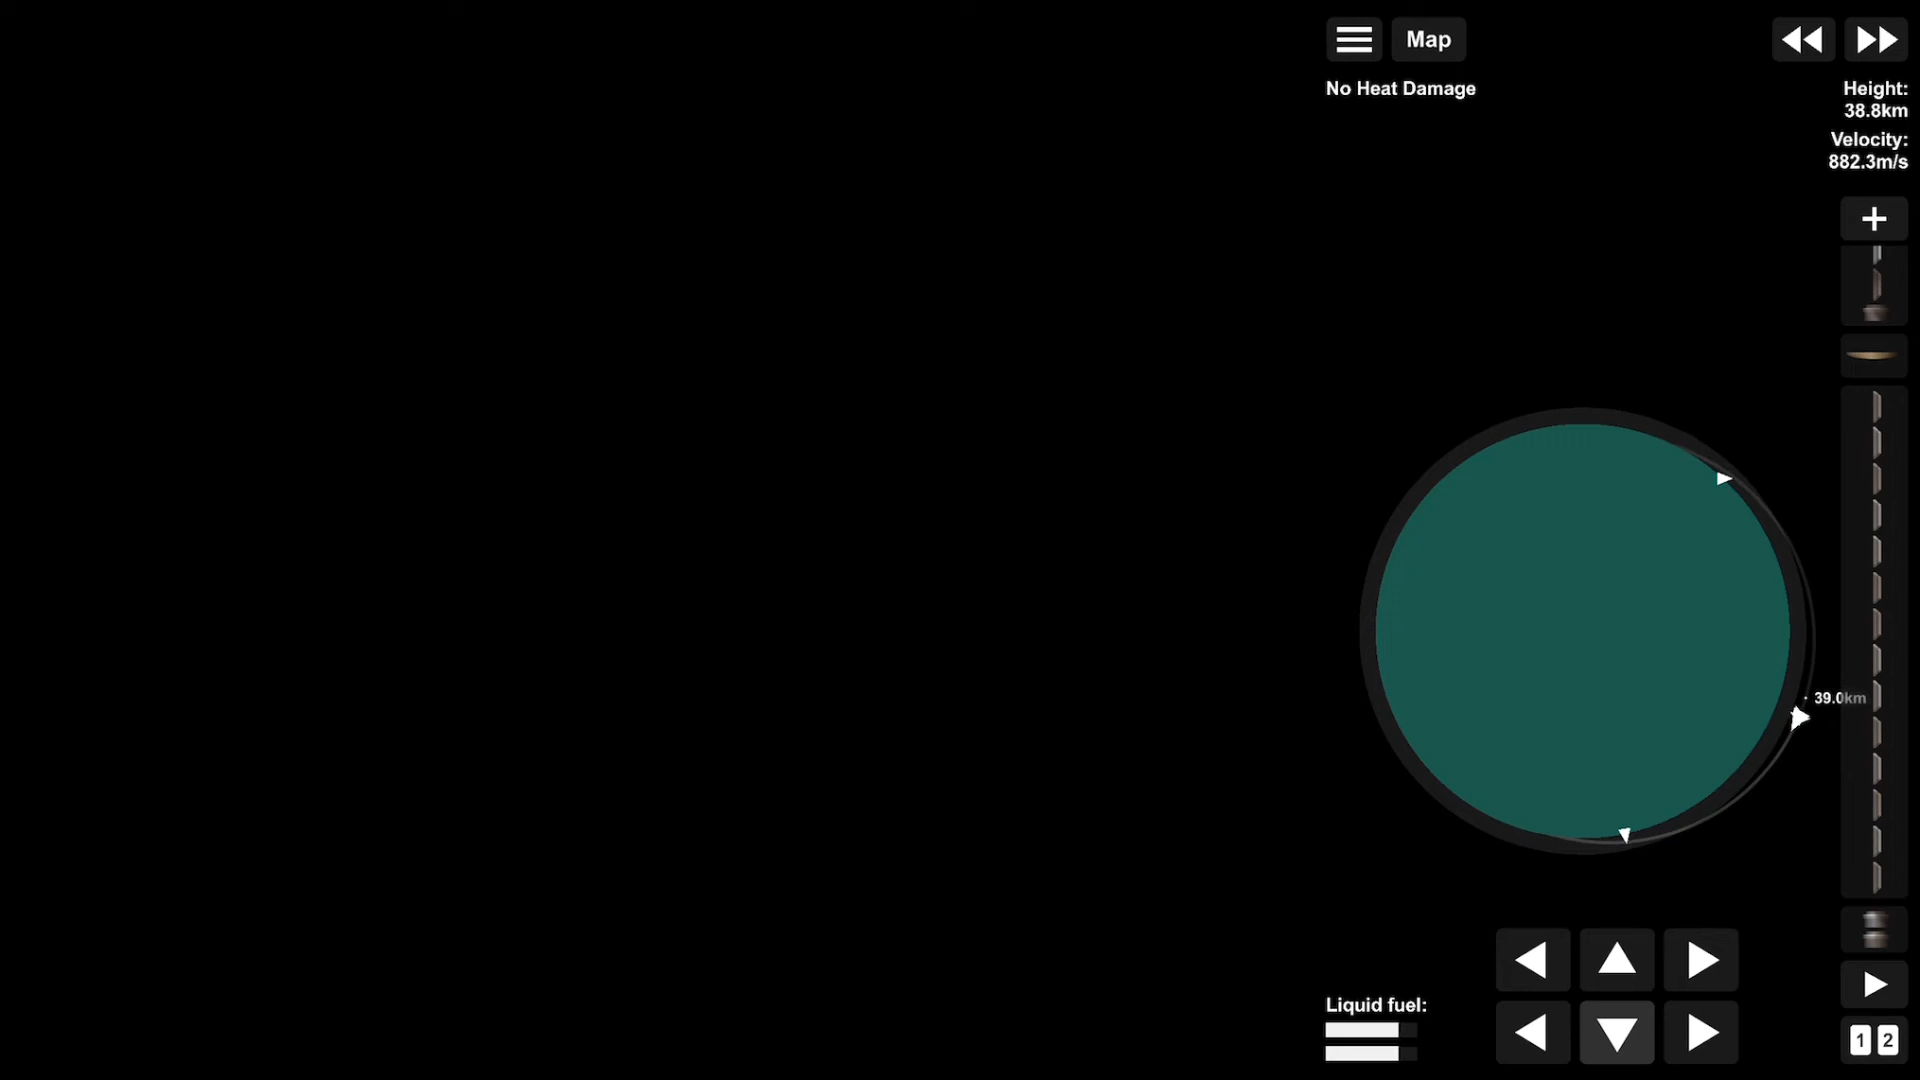 Map
No Heat Damage
Height:
38.8km
Velocity:
882.3m/s
39.0km
Liquid fuel:
1 2